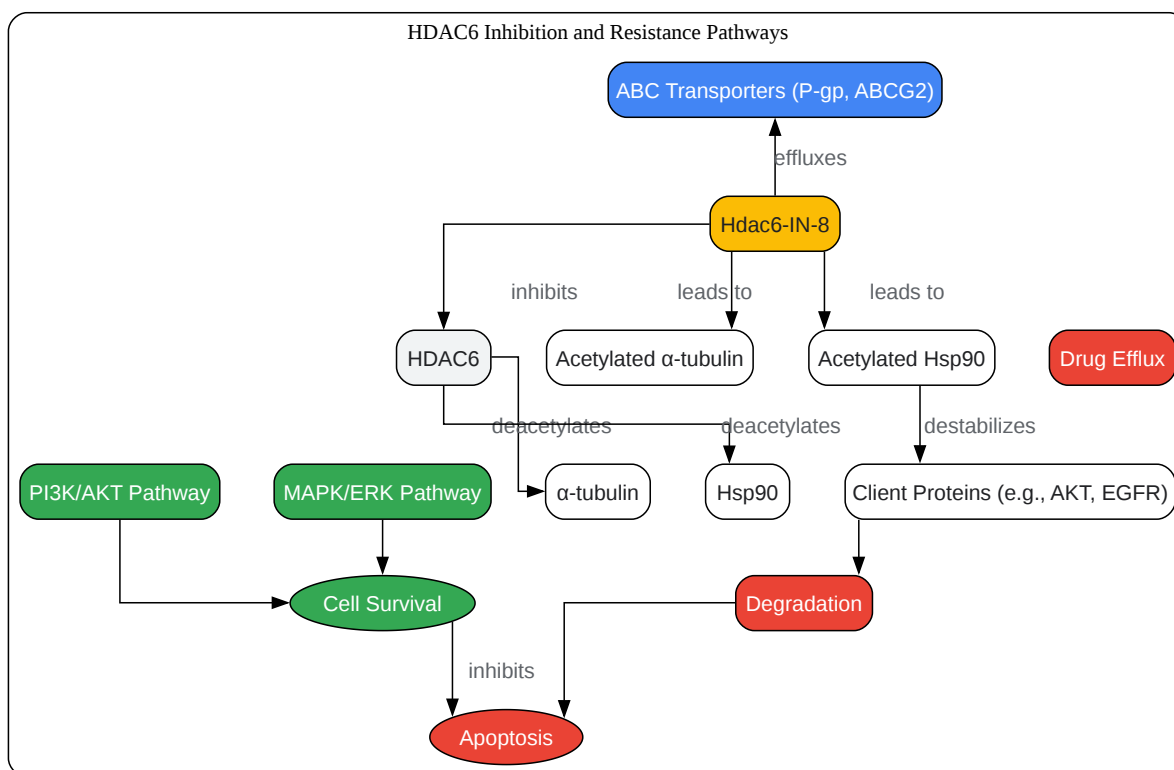 HDAC6 Inhibition and Resistance Pathways
ABC Transporters (P-gp, ABCG2)
effluxes
Hdac6-IN-8
inhibits
leads to
leads to
HDAC6
Acetylated α-tubulin
Acetylated Hsp90
Drug Efflux
deacetylates
deacetylates
destabilizes
PI3K/AKT Pathway
MAPK/ERK Pathway
α-tubulin
Hsp90
Client Proteins (e.g., AKT, EGFR)
Cell Survival
Degradation
inhibits
Apoptosis